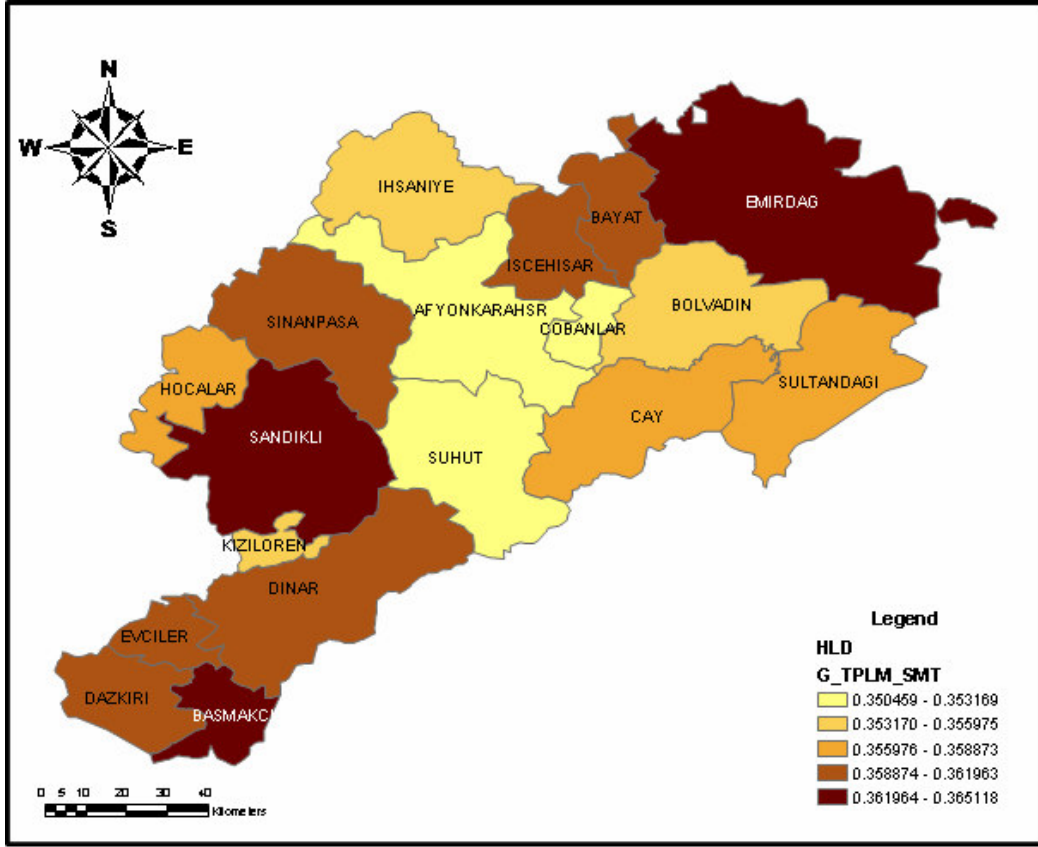 N
W E
S
IHSANIYE
EMIRDAG
BAYAT
ISCEHISAR
AFYONKARAHSR
BOLVADIN
SINANPASA
COBANLAR
SULTANDAGI
HOCALAR
CAY
SANDIKLI
SUHUT
KIZILOREN
DINAR
EVCILER
DAZKIRI
BASMAKCI
Legend
HLD
G_TPLM_SMT
0.350459 - 0.353169
0.353170 - 0.355975
0.355976 - 0.358873
0.358874 - 0.361963
0.361964 - 0.365118
0 5 10 20 30 40
Kilometers